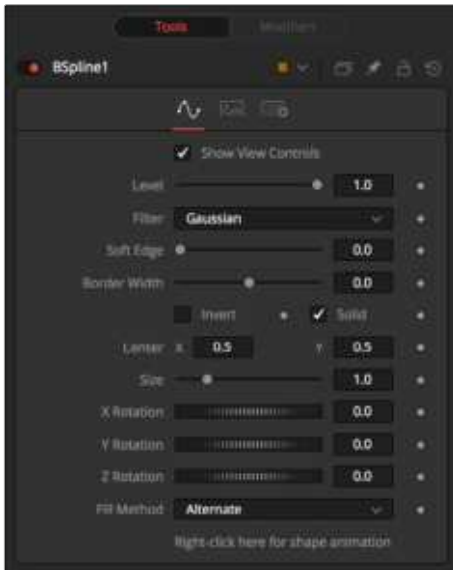 Tools Modifiers
BSpline1
Show View Controls
Level 1.0
Filter Gaussian
Soft Edge 0.0
Border Width 0.0
Invert Solid
Center X 0.5 Y 0.5
Size 1.0
X Rotation 0.0
Y Rotation 0.0
Z Rotation 0.0
Fill Method Alternate
Right-click here for shape animation